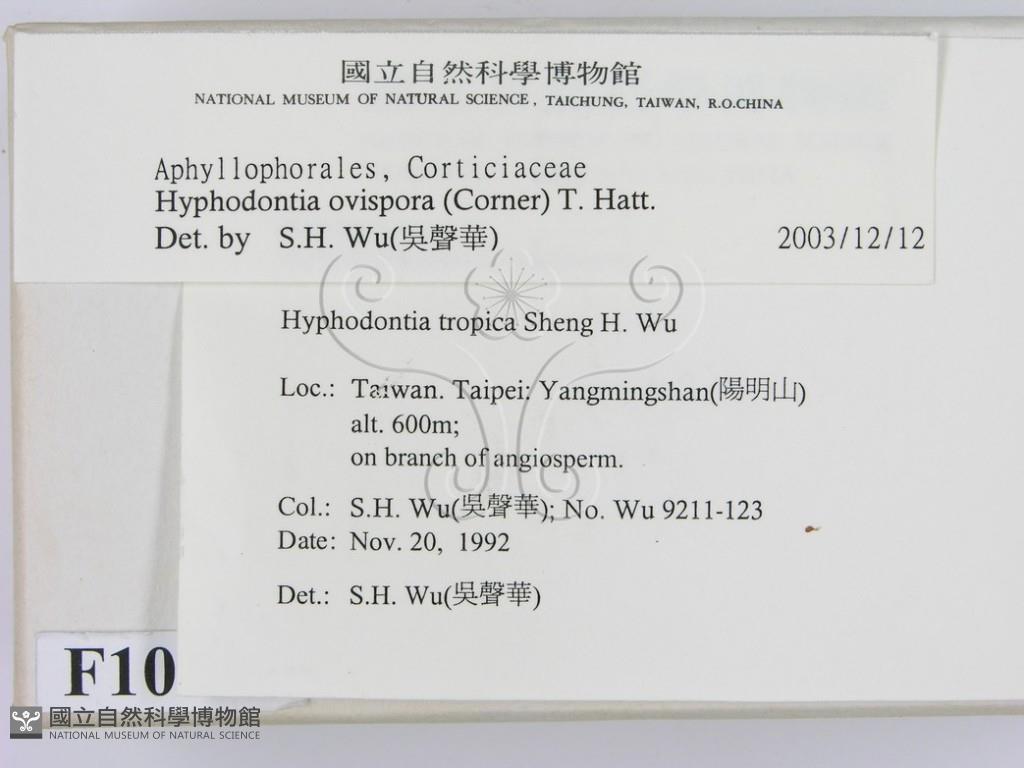 國立自然科學博物館
NATIONAL MUSEUM OF NATURAL SCIENCE, TAICHUNG, TAIWAN, R.O.CHINA
Aphyllophorales, Corticiaceae
Hyphodontia ovispora (Corner) T. Hatt.
Det. by S.H. Wu(吳聲華) 2003/12/12
Hyphodontia tropica Sheng H. Wu
Loc.: Taiwan. Taipei: Yangmingshan(陽明山)
alt. 600m;
on branch of angiosperm.
Col.: S.H. Wu(吳聲華); No. Wu 9211-123
Date: Nov. 20, 1992
Det.: S.H. Wu(吳聲華)
F10
國立自然科學博物館
NATIONAL MUSEUM OF NATURAL SCIENCE